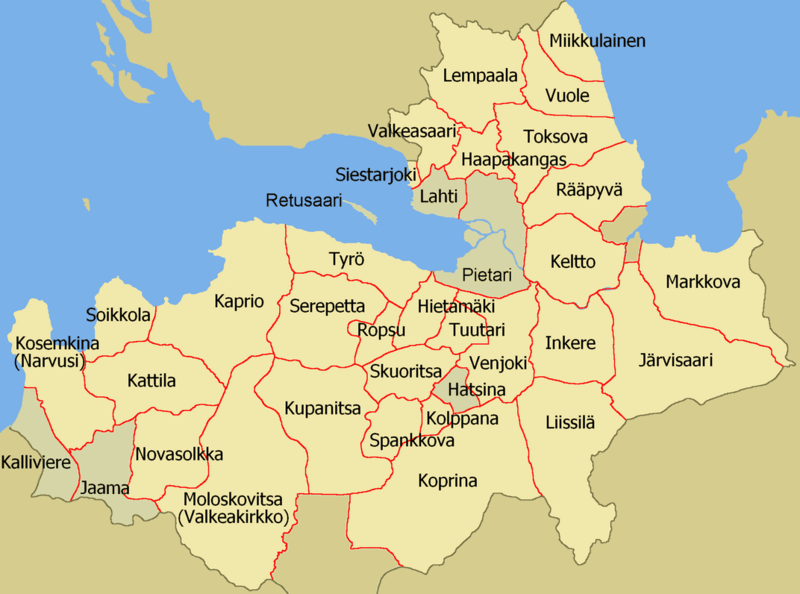 Miikkulainen
Lempaala
Vuole
Valkeasaari
Toksova
Haapakangas
Siestarjoki
Rääpyvä
Retusaari
Lahti
Tyrö
Pietari
Keltto
Markkova
Kaprio
Serepetta
Hietamäki
Soikkola
Ropsu
Tuutari
Kosemkina
(Narvusi)
Inkere
Venjoki
Järvisaari
Kattila
Skuoritsa
Hatsina
Kupanitsa
Kolppana
Liissilä
Spankkova
Novasolkka
Kalliviere
Jaama
Koprina
Moloskovitsa
(Valkeakirkko)